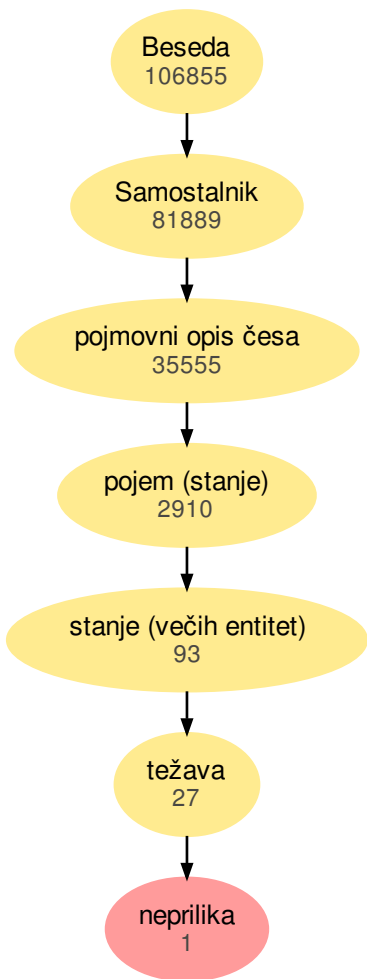 Beseda
106855
Samostalnik
81889
pojmovni opis česa
35555
pojem (stanje)
2910
stanje (večih entitet)
93
težava
27
neprilika
1